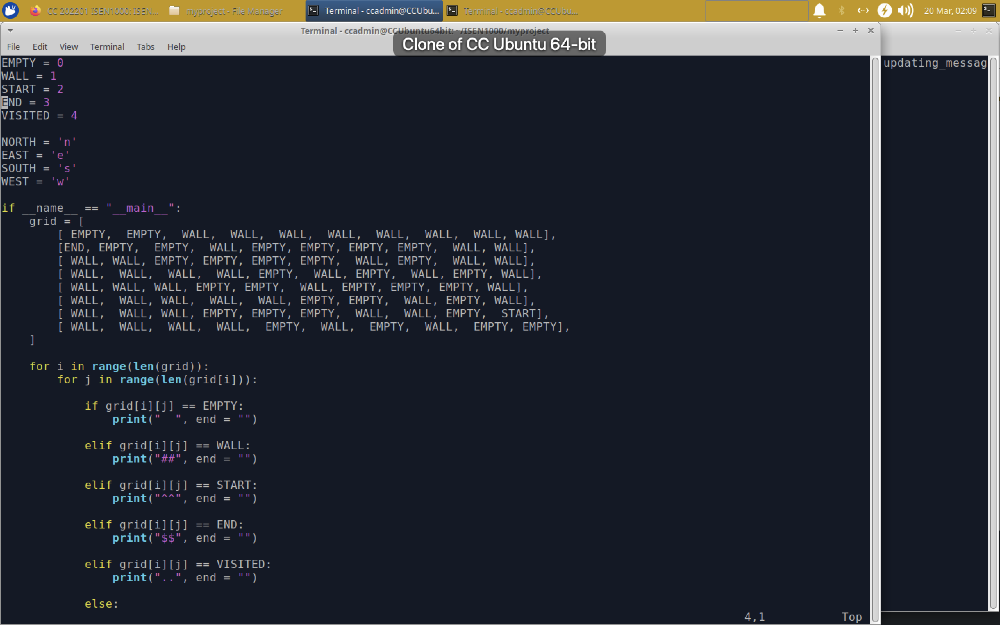 CC 202201 ISEN1000: ISEN... myproject - File Manager Terminal - ccadmin@CCUbu... Terminal - ccadmin@CCUbu... 20 Mar, 02:09
Terminal - ccadmin@CCUbuntu64bit: ~/ISEN1000/myproject
Clone of CC Ubuntu 64-bit
File Edit View Terminal Tabs Help
EMPTY = 0
WALL = 1
START = 2
END = 3
VISITED = 4
NORTH = 'n'
EAST = 'e'
SOUTH = 's'
WEST = 'w'
if __name__ == "__main__":
    grid = [
        [ EMPTY,  EMPTY,  WALL,  WALL,  WALL,  WALL,  WALL,  WALL,  WALL, WALL],
        [END, EMPTY,  EMPTY,  WALL, EMPTY, EMPTY, EMPTY, EMPTY,  WALL, WALL],
        [ WALL, WALL, EMPTY, EMPTY, EMPTY, EMPTY,  WALL, EMPTY,  WALL, WALL],
        [ WALL,  WALL,  WALL,  WALL, EMPTY,  WALL, EMPTY,  WALL, EMPTY, WALL],
        [ WALL, WALL, WALL, EMPTY, EMPTY,  WALL, EMPTY, EMPTY, EMPTY, WALL],
        [ WALL,  WALL, WALL,  WALL,  WALL, EMPTY, EMPTY,  WALL, EMPTY, WALL],
        [ WALL,  WALL, WALL, EMPTY, EMPTY, EMPTY,  WALL,  WALL, EMPTY,  START],
        [ WALL,  WALL,  WALL,  WALL,  EMPTY,  WALL,  EMPTY,  WALL,  EMPTY, EMPTY],
    ]
    for i in range(len(grid)):
        for j in range(len(grid[i])):
            if grid[i][j] == EMPTY:
                print("  ", end = "")
            elif grid[i][j] == WALL:
                print("##", end = "")
            elif grid[i][j] == START:
                print("^^", end = "")
            elif grid[i][j] == END:
                print("$$", end = "")
            elif grid[i][j] == VISITED:
                print("..", end = "")
            else:
4,1 Top
updating_messag